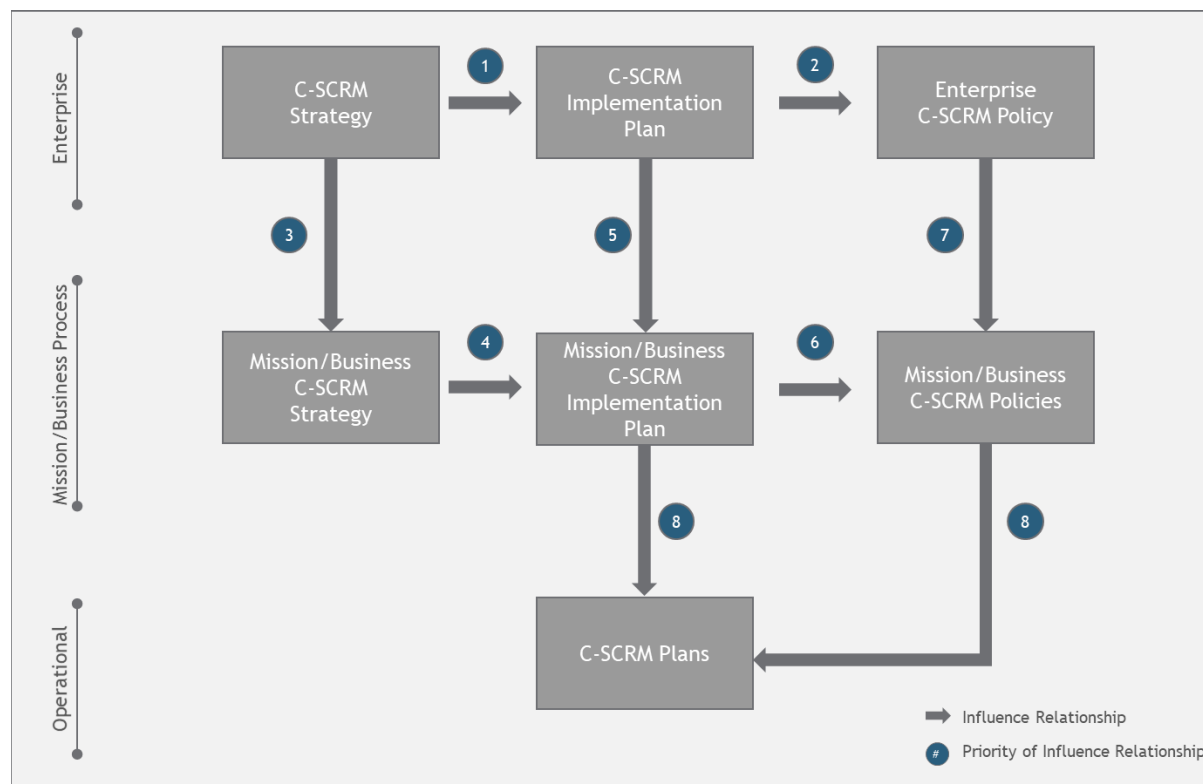 Enterprise
C-SCRM
Strategy
1
C-SCRM
Implementation
Plan
2
Enterprise
C-SCRM Policy
3
5
7
Mission/Business Process
Mission/Business
C-SCRM
Strategy
4
Mission/Business
C-SCRM
Implementation
Plan
6
Mission/Business
C-SCRM Policies
8
8
Operational
C-SCRM Plans
Influence Relationship
# Priority of Influence Relationship